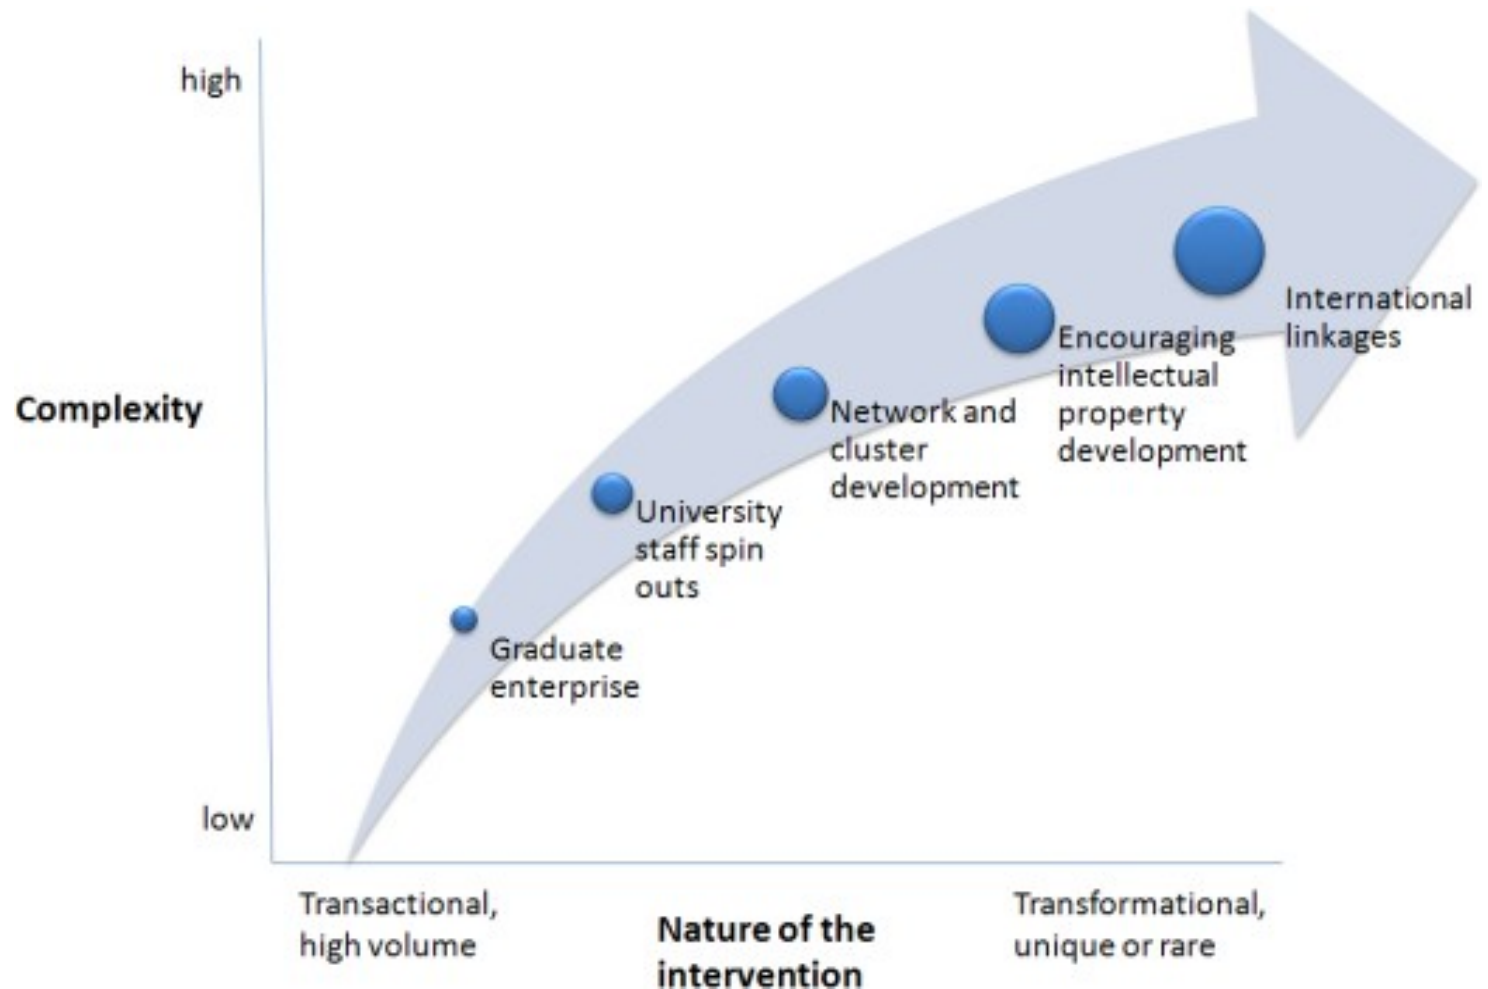 high
International
linkages
Encouraging
intellectual
property
development
Complexity
Network and
cluster
development
University
staff spin
outs
Graduate
enterprise
low
Transactional,
high volume
Nature of the
intervention
Transformational,
unique or rare